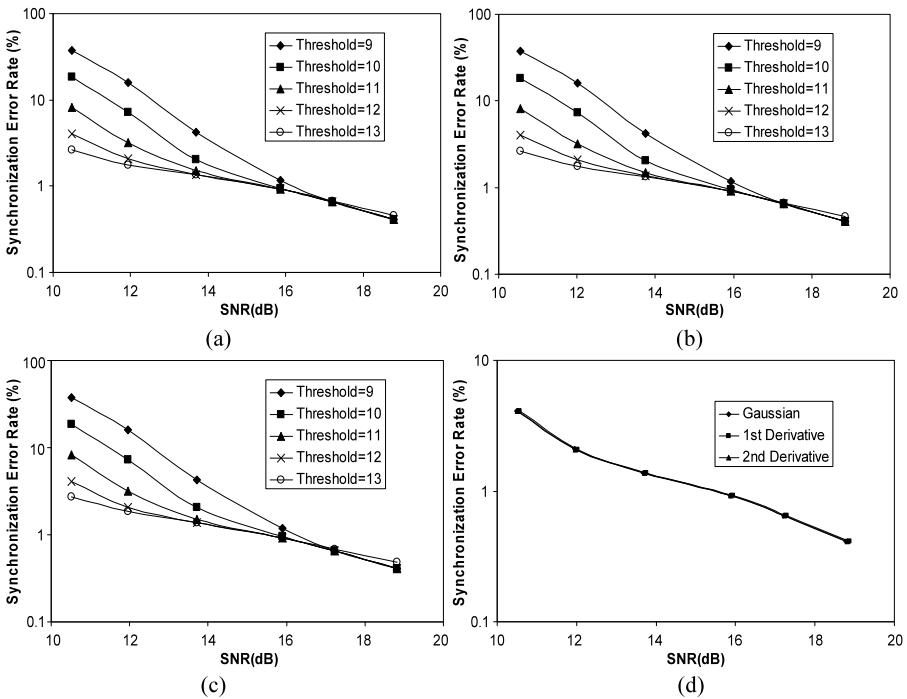 100
10
1
0.1
Synchronization Error Rate (%)
Threshold=9
Threshold=10
Threshold=11
Threshold=12
Threshold=13
10 12 14 16 18 20
SNR(dB)
(a)
100
10
1
0.1
Synchronization Error Rate (%)
Threshold=9
Threshold=10
Threshold=11
Threshold=12
Threshold=13
10 12 14 16 18 20
SNR(dB)
(b)
100
10
1
0.1
Synchronization Error Rate (%)
Threshold=9
Threshold=10
Threshold=11
Threshold=12
Threshold=13
10 12 14 16 18 20
SNR(dB)
(c)
10
1
0.1
Synchronization Error Rate (%)
Gaussian
1st Derivative
2nd Derivative
10 12 14 16 18 20
SNR(dB)
(d)